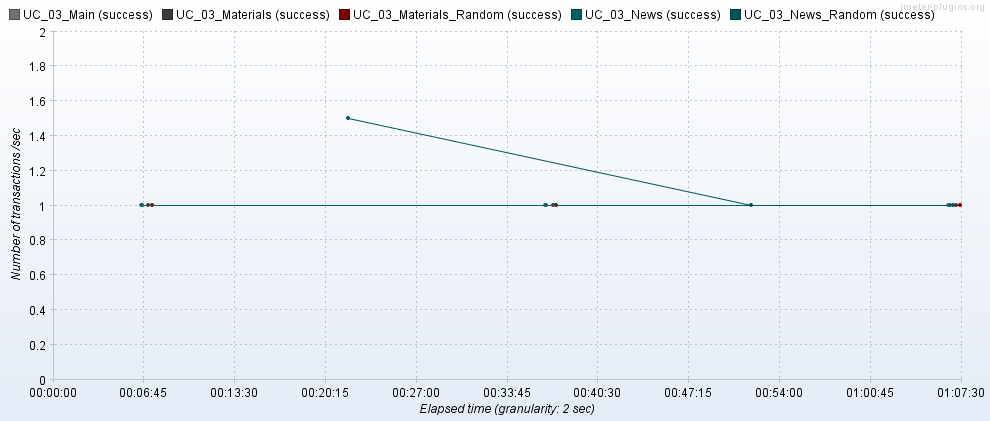 UC_03_Main (success) UC_03_Materials (success) UC_03_Materials_Random (success) UC_03_News (success) UC_03_News_Random (success)
jmeter-plugins.org
2
1.8
1.6
1.4
1.2
1
0.8
0.6
0.4
0.2
0
Number of transactions /sec
00:00:00 00:06:45 00:13:30 00:20:15 00:27:00 00:33:45 00:40:30 00:47:15 00:54:00 01:00:45 01:07:30
Elapsed time (granularity: 2 sec)